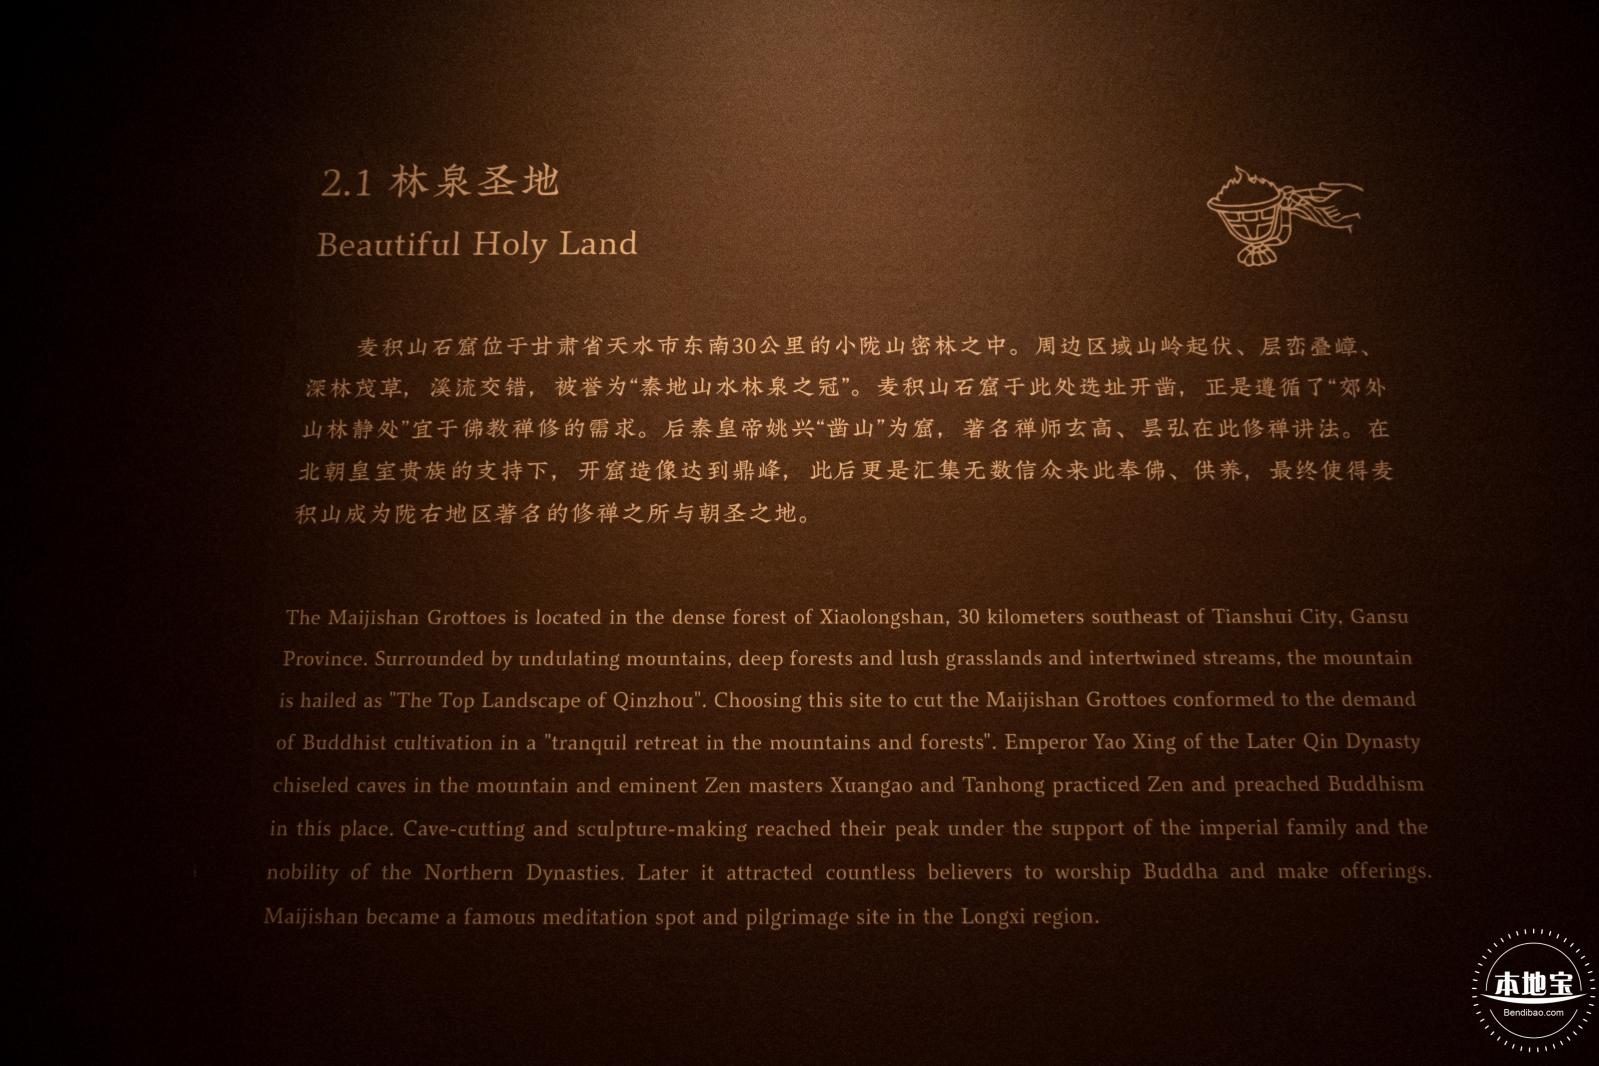 2.1 林泉圣地
Beautiful Holy Land
麦积山石窟位于甘肃省天水市东南30公里的小陇山密林之中。周边区域山岭起伏、层峦叠嶂、
深林茂草，溪流交错，被誉为“秦地山水林泉之冠”。麦积山石窟于此处选址开凿，正是遵循了“郊外
山林静处”宜于佛教禅修的需求。后秦皇帝姚兴“凿山”为窟，著名禅师玄高、昙弘在此修禅讲法。在
北朝皇室贵族的支持下，开窟造像达到鼎峰，此后更是汇集无数信众来此奉佛、供养，最终使得麦
积山成为陇右地区著名的修禅之所与朝圣之地。
The Maijishan Grottoes is located in the dense forest of Xiaolongshan, 30 kilometers southeast of Tianshui City, Gansu
Province. Surrounded by undulating mountains, deep forests and lush grasslands and intertwined streams, the mountain
is hailed as "The Top Landscape of Qinzhou". Choosing this site to cut the Maijishan Grottoes conformed to the demand
of Buddhist cultivation in a "tranquil retreat in the mountains and forests". Emperor Yao Xing of the Later Qin Dynasty
chiseled caves in the mountain and eminent Zen masters Xuangao and Tanhong practiced Zen and preached Buddhism
in this place. Cave-cutting and sculpture-making reached their peak under the support of the imperial family and the
nobility of the Northern Dynasties. Later it attracted countless believers to worship Buddha and make offerings.
Maijishan became a famous meditation spot and pilgrimage site in the Longxi region.
本地宝
Bendibao.com